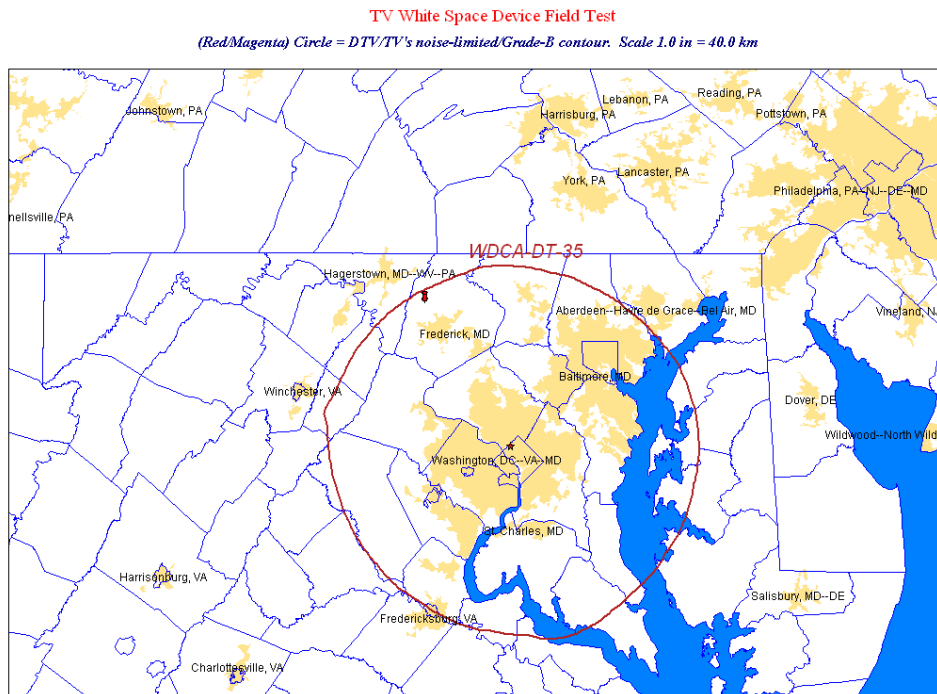 TV White Space Device Field Test
(Red/Magenta) Circle = DTV/TV's noise-limited/Grade-B contour. Scale 1.0 in = 40.0 km
Johnstown, PA
Lebanon, PA
Reading, PA
Harrisburg, PA
Pottstown, PA
York, PA
Lancaster, PA
Philadelphia, PA--NJ--DE--MD
nellsville, PA
WDCA-DT-35
Hagerstown, MD--WV--PA
Aberdeen--Havre de Grace--Bel Air, MD
Vineland, NJ
Frederick, MD
Baltimore, MD
Winchester, VA
Dover, DE
Wildwood--North Wild
Washington, DC--VA--MD
St. Charles, MD
Harrisonburg, VA
Salisbury, MD--DE
Fredericksburg, VA
Charlottesville, VA